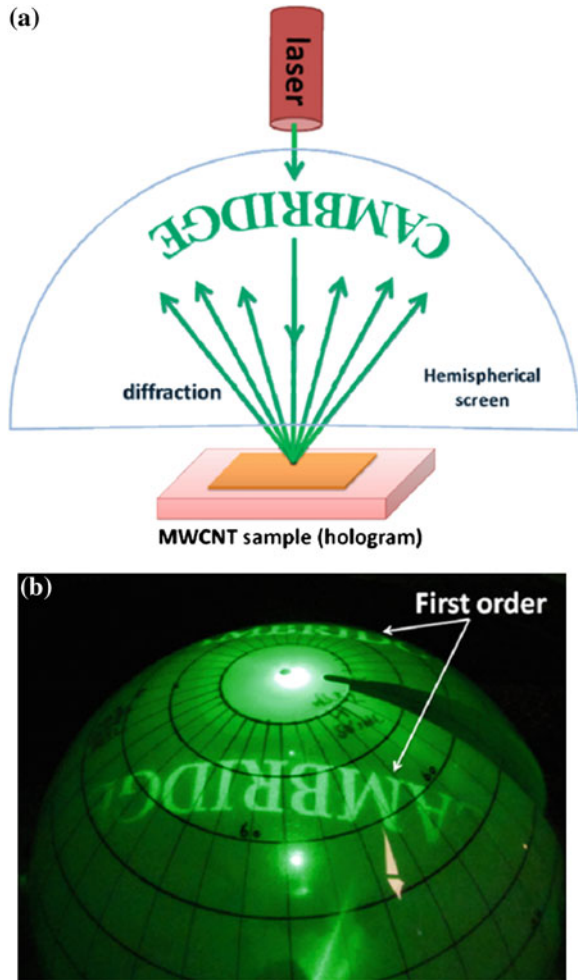 (a)
laser
CAMBRIDGE
diffraction
Hemispherical
screen
MWCNT sample (hologram)
(b)
First order
CAMBRIDGE